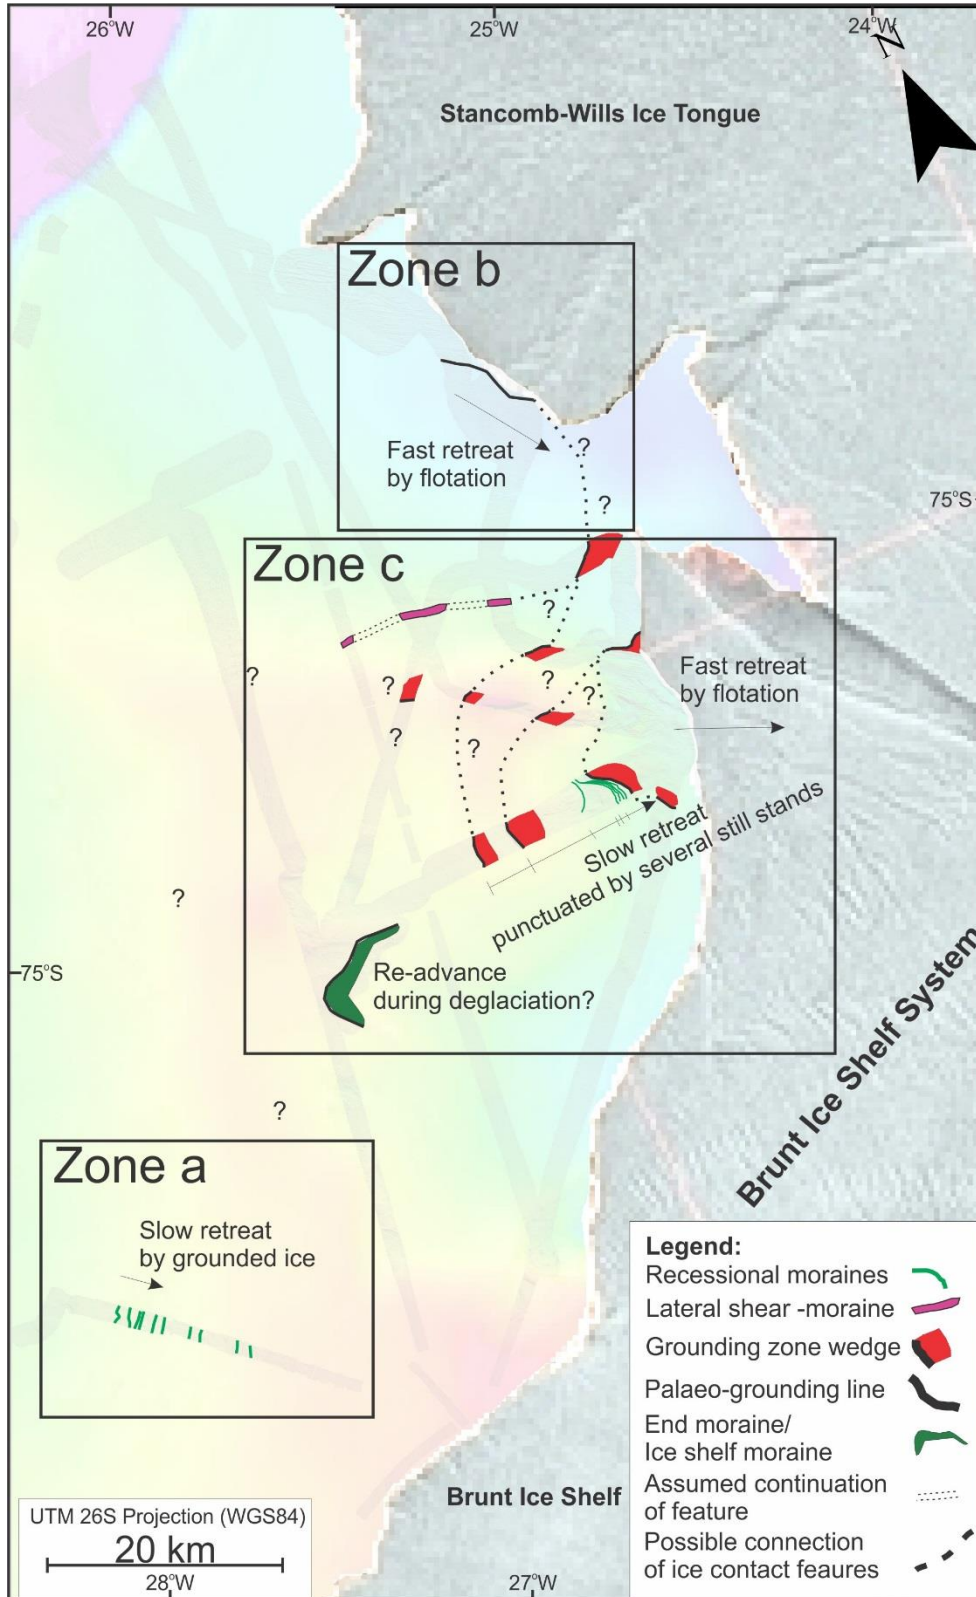 26°W
25°W
24°W
N
Stancomb-Wills Ice Tongue
Zone b
Fast retreat
by flotation
?
?
75°S
Zone c
?
Fast retreat
by flotation
?
?
?
?
?
?
Slow retreat
punctuated by several still stands
?
75°S
Re-advance
during deglaciation?
Brunt Ice Shelf System
?
Zone a
Slow retreat
by grounded ice
Legend:
Recessional moraines
Lateral shear -moraine
Grounding zone wedge
Palaeo-grounding line
End moraine/
Ice shelf moraine
Assumed continuation
of feature
Possible connection
of ice contact feaures
Brunt Ice Shelf
UTM 26S Projection (WGS84)
20 km
28°W
27°W